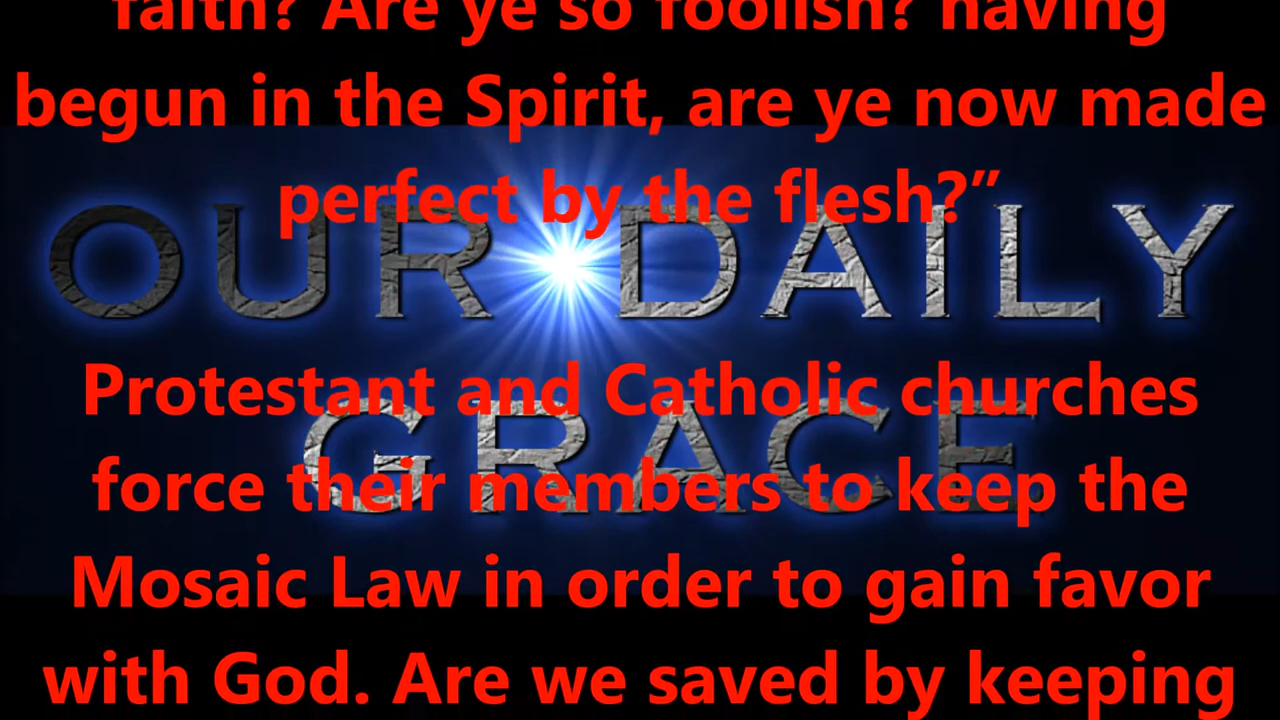 faith? Are ye so foolish? having
begun in the Spirit, are ye now made
perfect by the flesh?”
OUR DAILY
Protestant and Catholic churches
GRACE
force their members to keep the
Mosaic Law in order to gain favor
with God. Are we saved by keeping